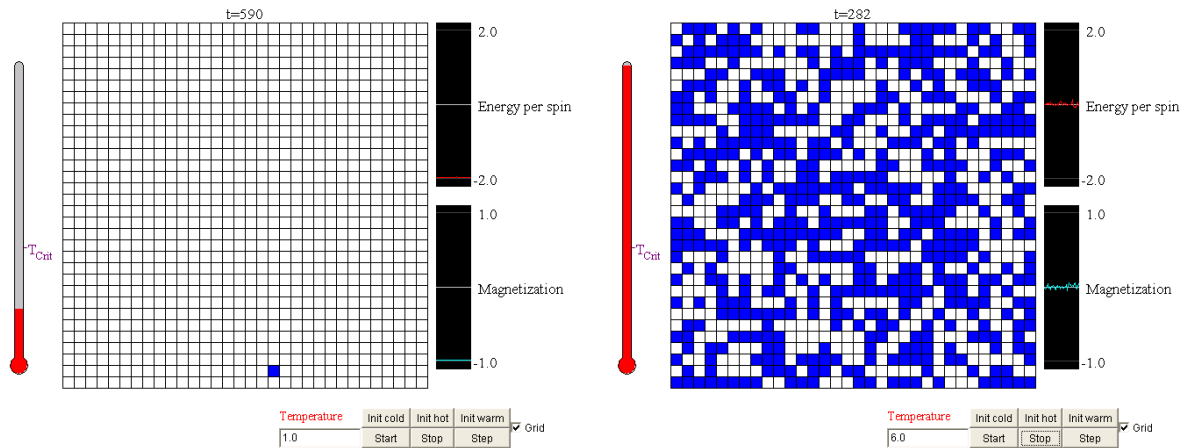 t=590
2.0
Energy per spin
-2.0
1.0
T_Crit
Magnetization
-1.0
Temperature
Init cold Init hot Init warm
Grid
1.0 Start Stop Step
t=282
2.0
Energy per spin
-2.0
1.0
T_Crit
Magnetization
-1.0
Temperature
Init cold Init hot Init warm
Grid
6.0 Start Stop Step